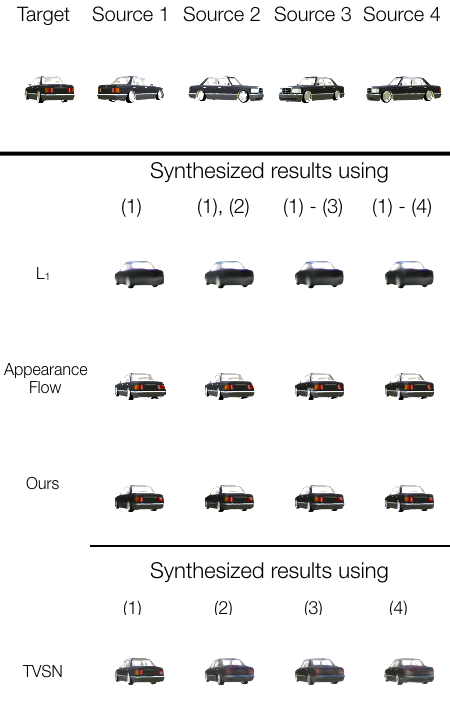 Target Source 1 Source 2 Source 3 Source 4
Synthesized results using
(1) (1), (2) (1) - (3) (1) - (4)
L₁
Appearance
Flow
Ours
Synthesized results using
(1) (2) (3) (4)
TVSN